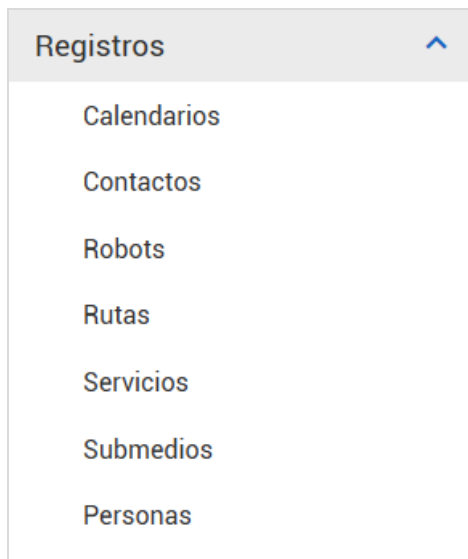 Registros
Calendarios
Contactos
Robots
Rutas
Servicios
Submedios
Personas